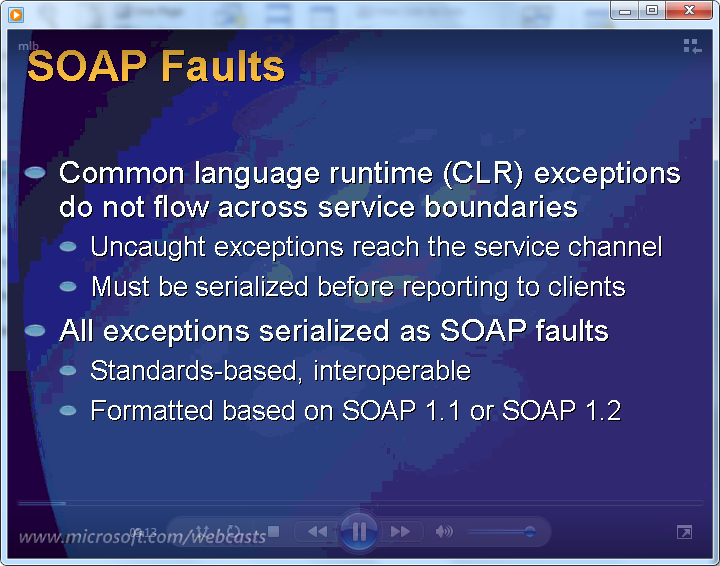 mlb
SOAP Faults
Common language runtime (CLR) exceptions
do not flow across service boundaries
Uncaught exceptions reach the service channel
Must be serialized before reporting to clients
All exceptions serialized as SOAP faults
Standards-based, interoperable
Formatted based on SOAP 1.1 or SOAP 1.2
www.microsoft.com/webcasts